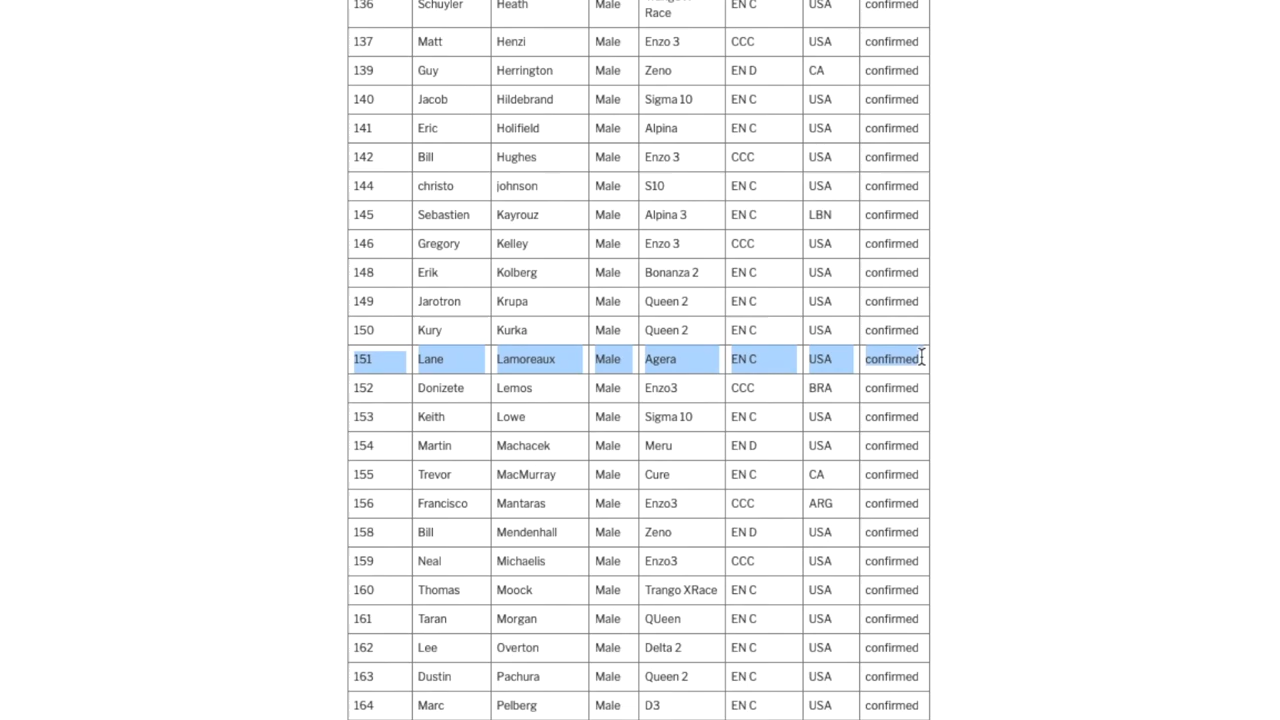 136 Schuyler Heath Male Race EN C USA confirmed
137 Matt Henzi Male Enzo 3 CCC USA confirmed
139 Guy Herrington Male Zeno EN D CA confirmed
140 Jacob Hildebrand Male Sigma 10 EN C USA confirmed
141 Eric Holifield Male Alpina EN C USA confirmed
142 Bill Hughes Male Enzo 3 CCC USA confirmed
144 christo johnson Male S10 EN C USA confirmed
145 Sebastien Kayrouz Male Alpina 3 EN C LBN confirmed
146 Gregory Kelley Male Enzo 3 CCC USA confirmed
148 Erik Kolberg Male Bonanza 2 EN C USA confirmed
149 Jarotron Krupa Male Queen 2 EN C USA confirmed
150 Kury Kurka Male Queen 2 EN C USA confirmed
151 Lane Lamoreaux Male Agera EN C USA confirmed
152 Donizete Lemos Male Enzo3 CCC BRA confirmed
153 Keith Lowe Male Sigma 10 EN C USA confirmed
154 Martin Machacek Male Meru EN D USA confirmed
155 Trevor MacMurray Male Cure EN C CA confirmed
156 Francisco Mantaras Male Enzo3 CCC ARG confirmed
158 Bill Mendenhall Male Zeno EN D USA confirmed
159 Neal Michaelis Male Enzo3 CCC USA confirmed
160 Thomas Moock Male Trango XRace EN C USA confirmed
161 Taran Morgan Male QUeen EN C USA confirmed
162 Lee Overton Male Delta 2 EN C USA confirmed
163 Dustin Pachura Male Queen 2 EN C USA confirmed
164 Marc Pelberg Male D3 EN C USA confirmed